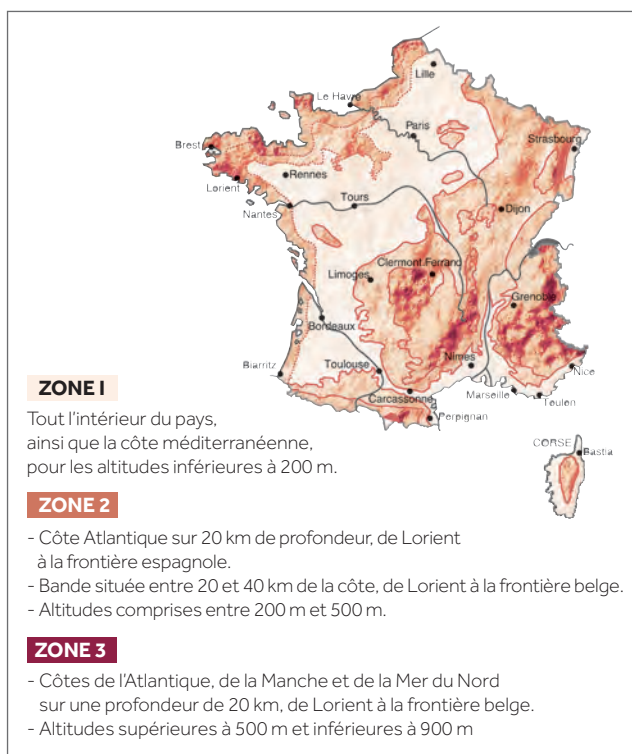 Lille
Le Havre
Paris
Strasbourg
Brest
Rennes
Lorient
Tours
Nantes
Dijon
Clermont.Ferrand
Limoges
Grenoble
Bordeaux
Biarritz
Toulouse
Nimes
Nice
Carcassonne
Marseille
Toulon
Perpignan
CORSE
Bastia
ZONE I
Tout l'intérieur du pays,
ainsi que la côte méditerranéenne,
pour les altitudes inférieures à 200 m.
ZONE 2
- Côte Atlantique sur 20 km de profondeur, de Lorient
à la frontière espagnole.
- Bande située entre 20 et 40 km de la côte, de Lorient à la frontière belge.
- Altitudes comprises entre 200 m et 500 m.
ZONE 3
- Côtes de l'Atlantique, de la Manche et de la Mer du Nord
sur une profondeur de 20 km, de Lorient à la frontière belge.
- Altitudes supérieures à 500 m et inférieures à 900 m